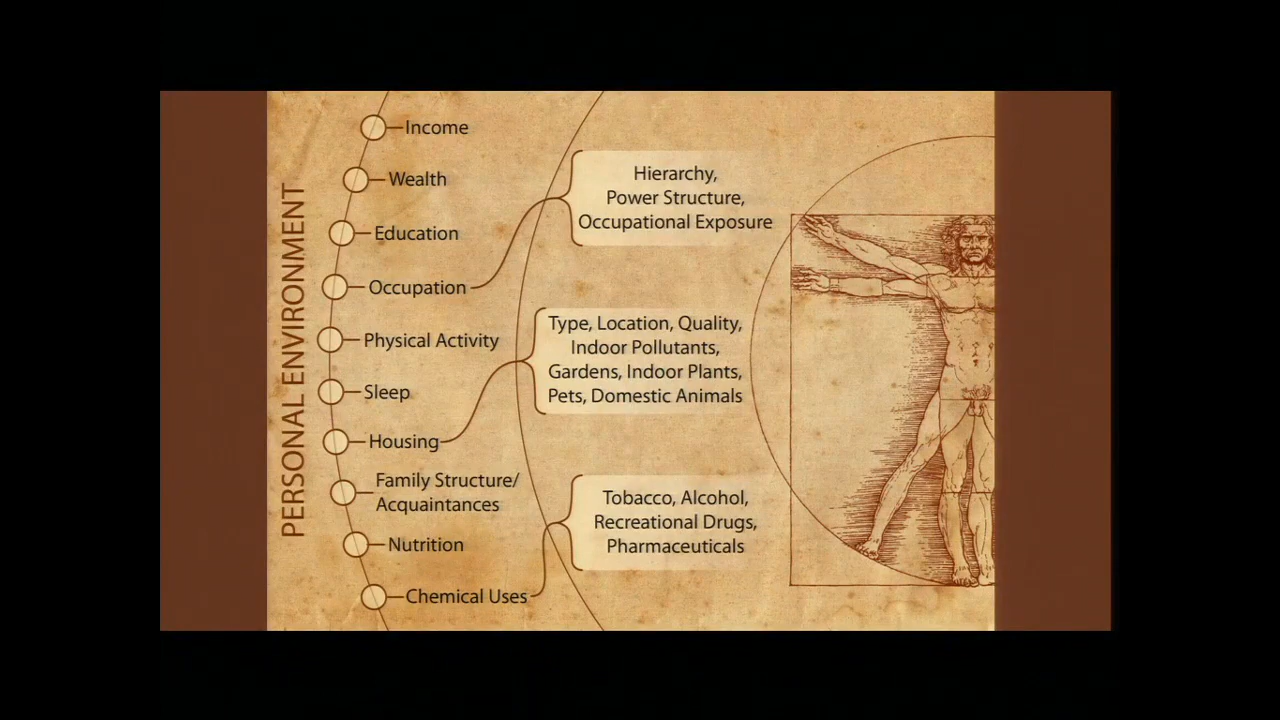 PERSONAL ENVIRONMENT
Income
Wealth
Education
Occupation
Physical Activity
Sleep
Housing
Family Structure/
Acquaintances
Nutrition
Chemical Uses
Hierarchy,
Power Structure,
Occupational Exposure
Type, Location, Quality,
Indoor Pollutants,
Gardens, Indoor Plants,
Pets, Domestic Animals
Tobacco, Alcohol,
Recreational Drugs,
Pharmaceuticals